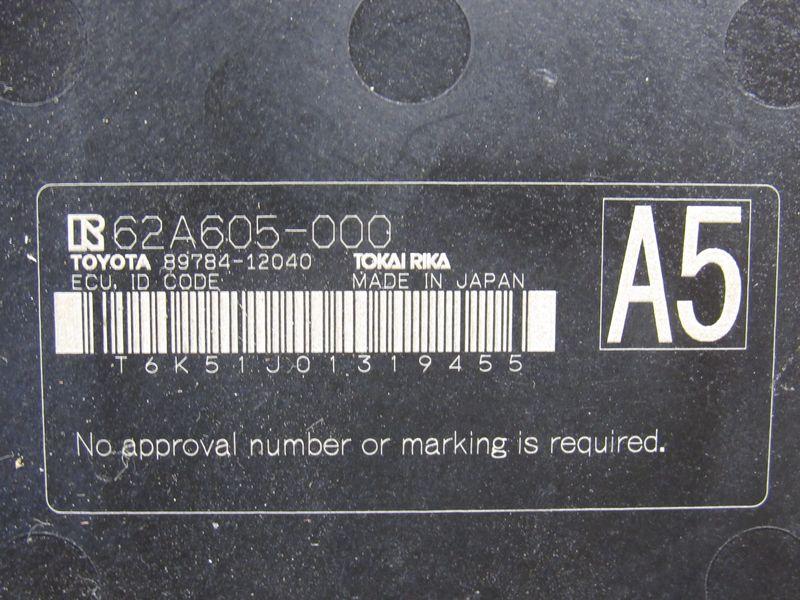 62A605-000
TOYOTA 89784-12040 TOKAI RIKA
ECU, ID CODE MADE IN JAPAN
A5
T6K51J01319455
No approval number or marking is required.